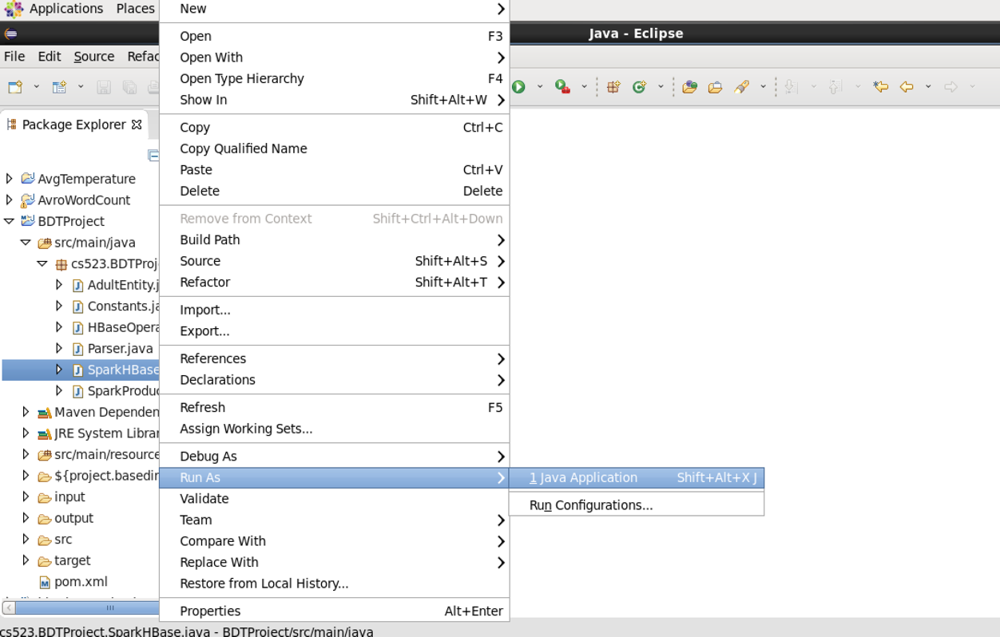 Applications Places
Java - Eclipse
File Edit Source Refac
Package Explorer
AvgTemperature
AvroWordCount
BDTProject
src/main/java
cs523.BDTProj
AdultEntity.j
Constants.ja
HBaseOpera
Parser.java
SparkHBase
SparkProduc
Maven Dependen
JRE System Librar
src/main/resource
${project.basedir
input
output
src
target
pom.xml
New
Open F3
Open With
Open Type Hierarchy F4
Show In Shift+Alt+W
Copy Ctrl+C
Copy Qualified Name
Paste Ctrl+V
Delete Delete
Remove from Context Shift+Ctrl+Alt+Down
Build Path
Source Shift+Alt+S
Refactor Shift+Alt+T
Import...
Export...
References
Declarations
Refresh F5
Assign Working Sets...
Debug As
Run As
Validate
Team
Compare With
Replace With
Restore from Local History...
Properties Alt+Enter
1 Java Application Shift+Alt+X J
Run Configurations...
cs523.BDTProject.SparkHBase.java - BDTProject/src/main/java